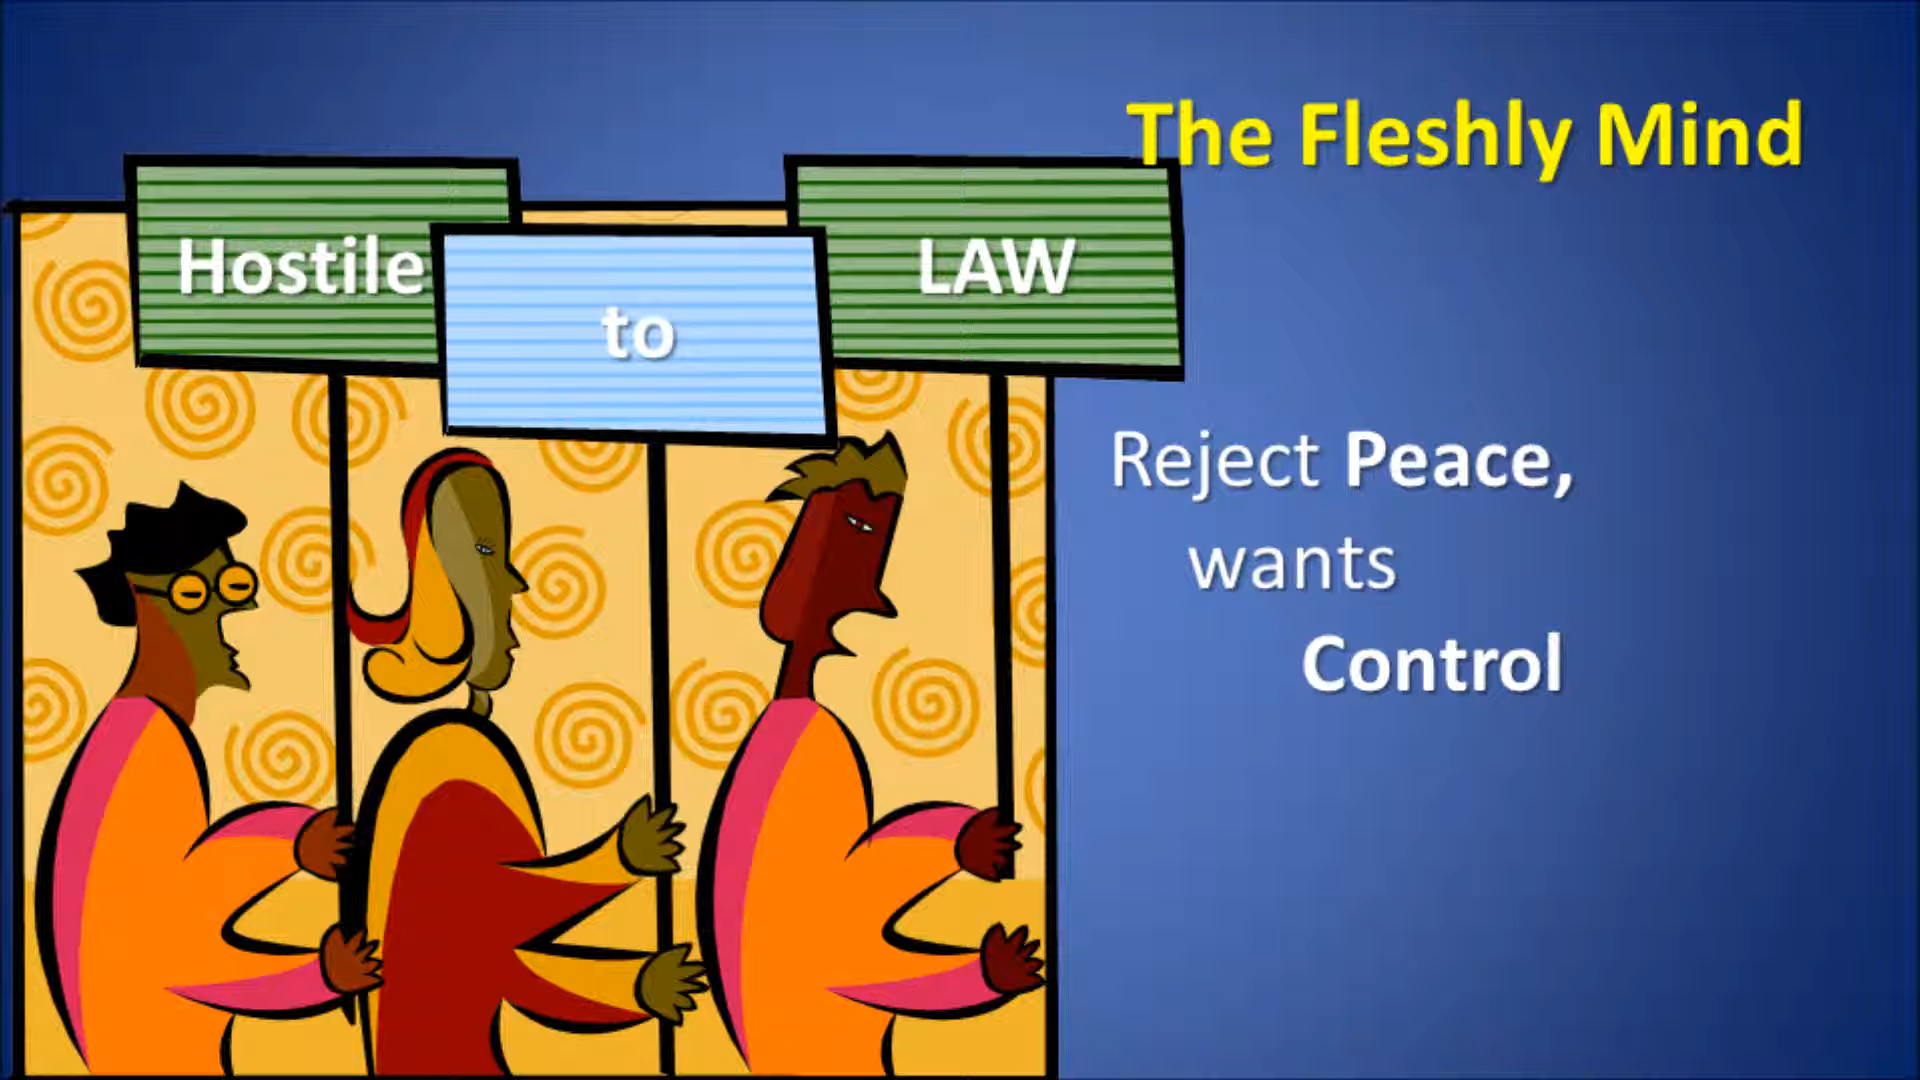 The Fleshly Mind
Hostile
to
LAW
Reject Peace,
wants
Control